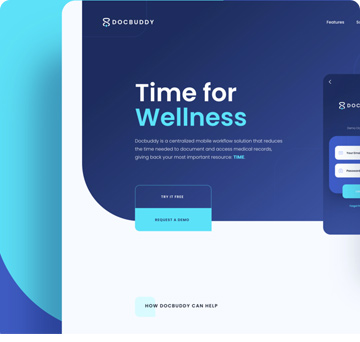 DOCBUDDY
Features
Time for
Wellness
Docbuddy is a centralized mobile workflow solution that reduces
the time needed to document and access medical records,
giving back your most important resource: TIME.
TRY IT FREE
REQUEST A DEMO
HOW DOCBUDDY CAN HELP